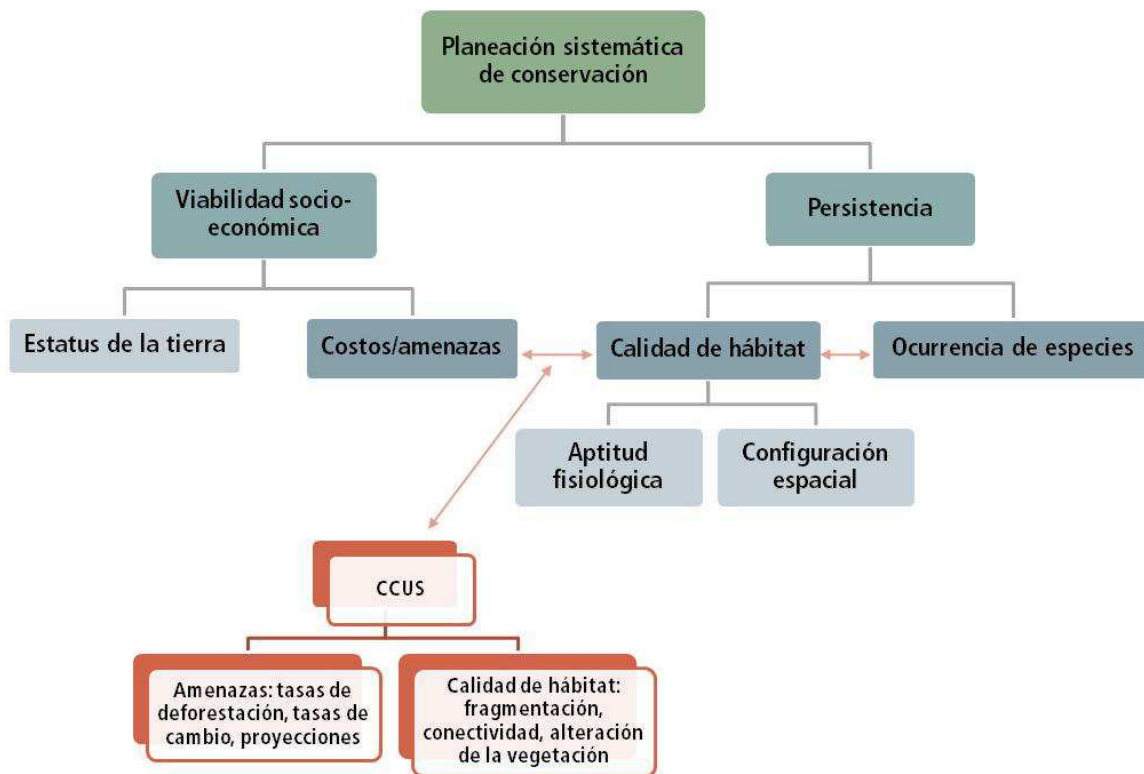 Planeación sistemática
de conservación
Viabilidad socio-
económica
Persistencia
Estatus de la tierra
Costos/amenazas
Calidad de hábitat
Ocurrencia de especies
Aptitud
fisiológica
Configuración
espacial
CCUS
Amenazas: tasas de
deforestación, tasas de
cambio, proyecciones
Calidad de hábitat:
fragmentación,
conectividad, alteración
de la vegetación